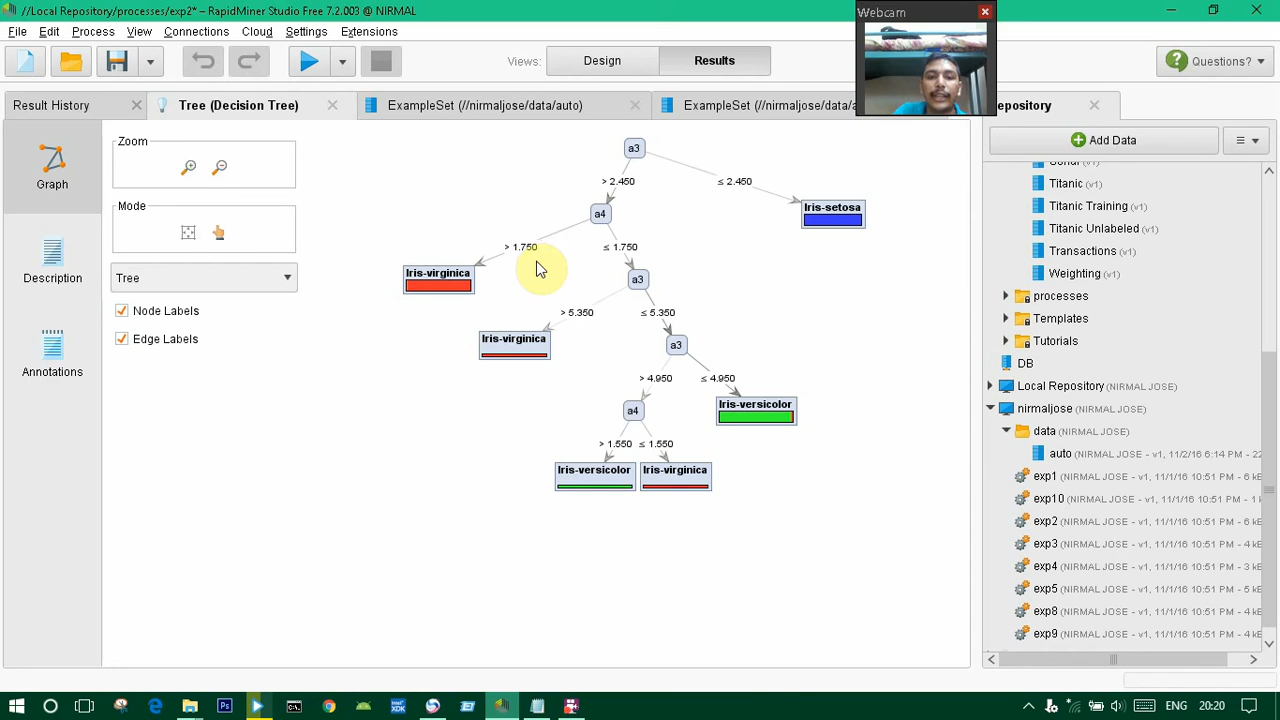 //Local Repository/processes/exp2* – RapidMiner Studio Free 7.2.003 @ NIRMAL
Webcam
File Edit Process View Connections Cloud Settings Extensions
Views: Design Results
Questions?
Result History
Tree (Decision Tree)
ExampleSet (//nirmaljose/data/auto)
ExampleSet (//nirmaljose/data/a
epository
Graph
Description
Annotations
Zoom
Mode
Tree
Node Labels
Edge Labels
a3
> 2.450 ≤ 2.450
a4 Iris-setosa
> 1.750 ≤ 1.750
Iris-virginica a3
> 5.350 ≤ 5.350
Iris-virginica a3
> 4.950 ≤ 4.950
a4 Iris-versicolor
> 1.550 ≤ 1.550
Iris-versicolor Iris-virginica
Add Data
Titanic (v1)
Titanic Training (v1)
Titanic Unlabeled (v1)
Transactions (v1)
Weighting (v1)
processes
Templates
Tutorials
DB
Local Repository (NIRMAL JOSE)
nirmaljose (NIRMAL JOSE)
data (NIRMAL JOSE)
auto (NIRMAL JOSE - v1, 11/2/16 6:14 PM - 22
exp1 (NIRMAL JOSE - v1, 11/1/16 10:51 PM - 6 kE
exp10 (NIRMAL JOSE - v1, 11/1/16 10:51 PM - 1 k
exp2 (NIRMAL JOSE - v1, 11/1/16 10:51 PM - 6 kE
exp3 (NIRMAL JOSE - v1, 11/1/16 10:51 PM - 4 kE
exp4 (NIRMAL JOSE - v1, 11/1/16 10:51 PM - 3 kE
exp5 (NIRMAL JOSE - v1, 11/1/16 10:51 PM - 5 kE
exp8 (NIRMAL JOSE - v1, 11/1/16 10:51 PM - 4 kE
exp9 (NIRMAL JOSE - v1, 11/1/16 10:51 PM - 4 kE
Ps
XDK
ENG 20:20